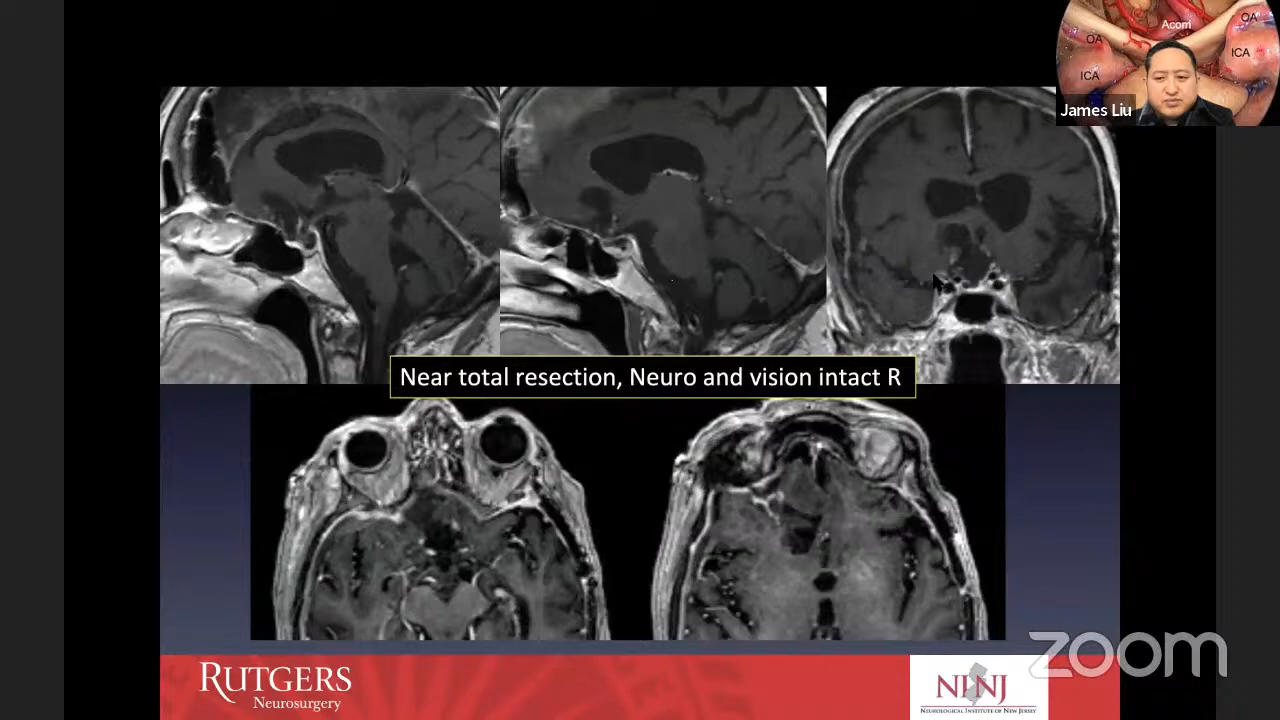 Acom
OA
OA
ICA
ICA
James Liu
Near total resection, Neuro and vision intact R
RUTGERS
Neurosurgery
NINJ
NEUROLOGICAL INSTITUTE OF NEW JERSEY
zoom